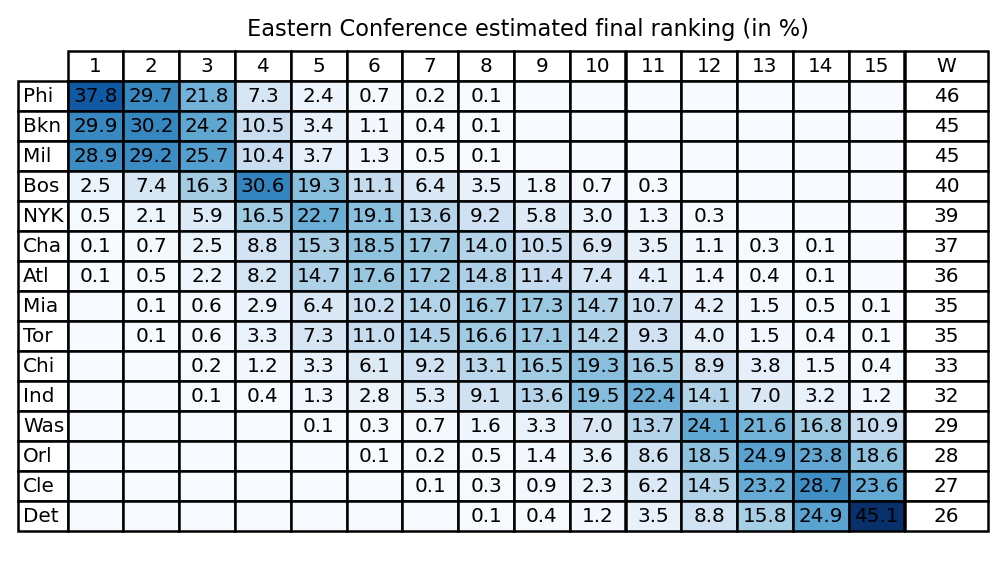 Eastern Conference estimated final ranking (in %)
1 2 3 4 5 6 7 8 9 10 11 12 13 14 15 W
Phi 37.8 29.7 21.8 7.3 2.4 0.7 0.2 0.1 46
Bkn 29.9 30.2 24.2 10.5 3.4 1.1 0.4 0.1 45
Mil 28.9 29.2 25.7 10.4 3.7 1.3 0.5 0.1 45
Bos 2.5 7.4 16.3 30.6 19.3 11.1 6.4 3.5 1.8 0.7 0.3 40
NYK 0.5 2.1 5.9 16.5 22.7 19.1 13.6 9.2 5.8 3.0 1.3 0.3 39
Cha 0.1 0.7 2.5 8.8 15.3 18.5 17.7 14.0 10.5 6.9 3.5 1.1 0.3 0.1 37
Atl 0.1 0.5 2.2 8.2 14.7 17.6 17.2 14.8 11.4 7.4 4.1 1.4 0.4 0.1 36
Mia 0.1 0.6 2.9 6.4 10.2 14.0 16.7 17.3 14.7 10.7 4.2 1.5 0.5 0.1 35
Tor 0.1 0.6 3.3 7.3 11.0 14.5 16.6 17.1 14.2 9.3 4.0 1.5 0.4 0.1 35
Chi 0.2 1.2 3.3 6.1 9.2 13.1 16.5 19.3 16.5 8.9 3.8 1.5 0.4 33
Ind 0.1 0.4 1.3 2.8 5.3 9.1 13.6 19.5 22.4 14.1 7.0 3.2 1.2 32
Was 0.1 0.3 0.7 1.6 3.3 7.0 13.7 24.1 21.6 16.8 10.9 29
Orl 0.1 0.2 0.5 1.4 3.6 8.6 18.5 24.9 23.8 18.6 28
Cle 0.1 0.3 0.9 2.3 6.2 14.5 23.2 28.7 23.6 27
Det 0.1 0.4 1.2 3.5 8.8 15.8 24.9 45.1 26